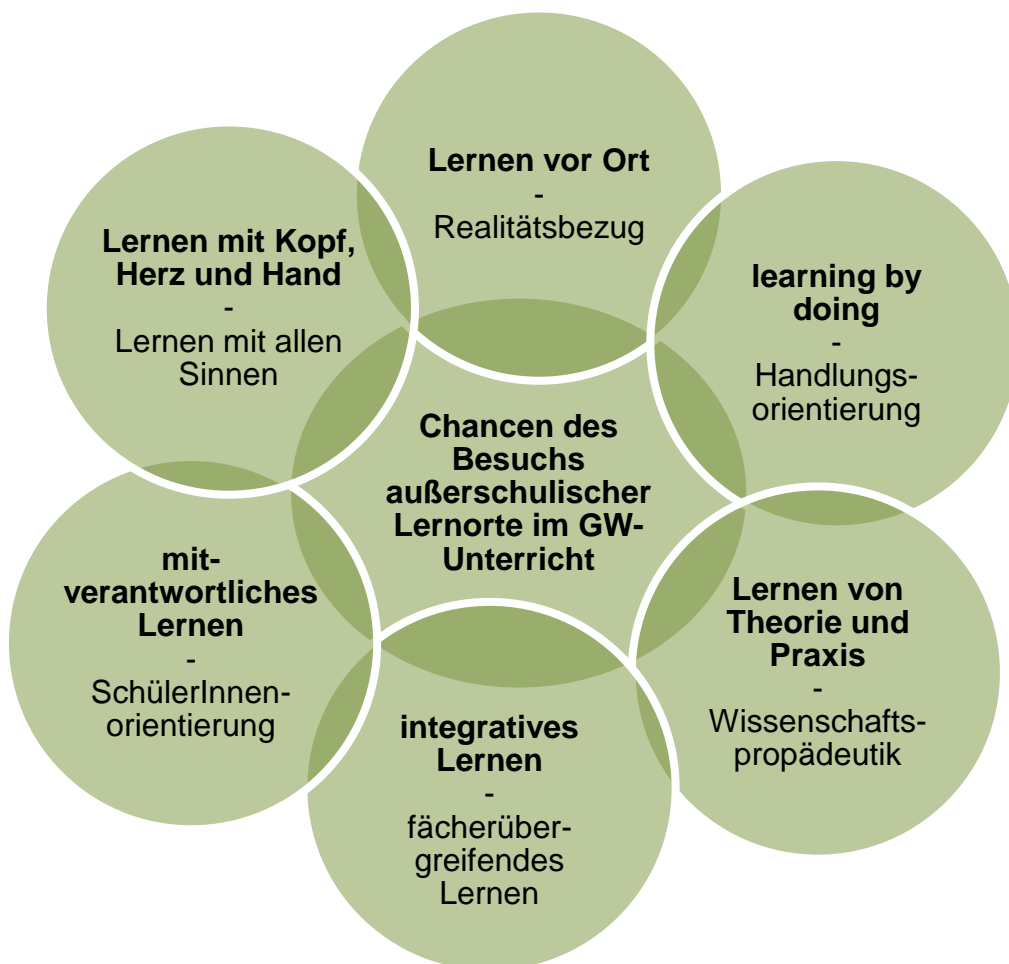 Lernen vor Ort
-
Realitätsbezug
Lernen mit Kopf,
Herz und Hand
-
Lernen mit allen
Sinnen
learning by
doing
-
Handlungs-
orientierung
Chancen des
Besuchs
außerschulischer
Lernorte im GW-
Unterricht
mit-
verantwortliches
Lernen
-
SchülerInnen-
orientierung
Lernen von
Theorie und
Praxis
-
Wissenschafts-
propädeutik
integratives
Lernen
-
fächerüber-
greifendes
Lernen